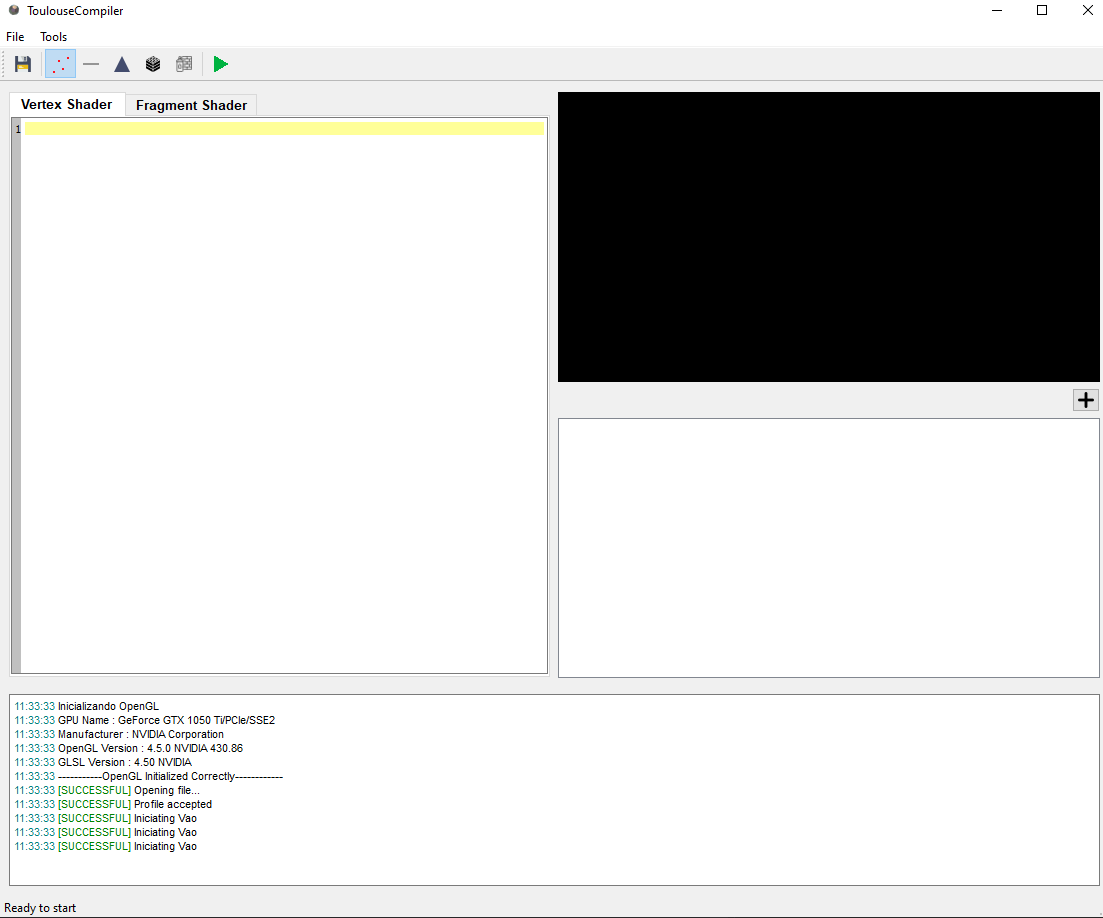 ToulouseCompiler
File Tools
Vertex Shader Fragment Shader
1
11:33:33 Inicializando OpenGL
11:33:33 GPU Name : GeForce GTX 1050 Ti/PCIe/SSE2
11:33:33 Manufacturer : NVIDIA Corporation
11:33:33 OpenGL Version : 4.5.0 NVIDIA 430.86
11:33:33 GLSL Version : 4.50 NVIDIA
11:33:33 -----------OpenGL Initialized Correctly------------
11:33:33 [SUCCESSFUL] Opening file...
11:33:33 [SUCCESSFUL] Profile accepted
11:33:33 [SUCCESSFUL] Iniciating Vao
11:33:33 [SUCCESSFUL] Iniciating Vao
11:33:33 [SUCCESSFUL] Iniciating Vao
Ready to start